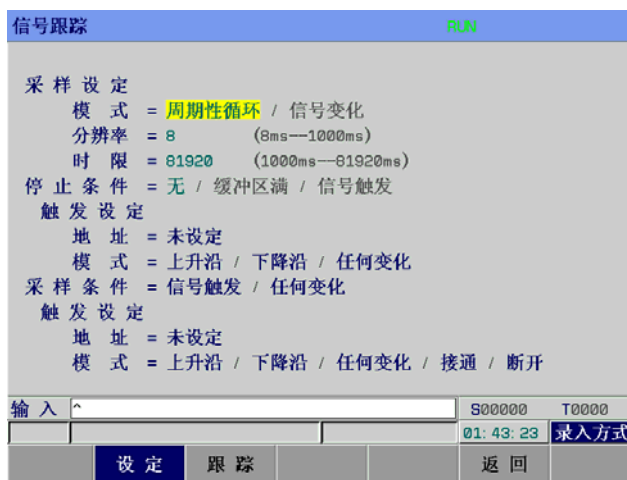 信号跟踪 RUN
采 样 设 定
模 式 = 周期性循环 / 信号变化
分辨率 = 8 (8ms--1000ms)
时 限 = 81920 (1000ms--81920ms)
停 止 条 件 = 无 / 缓冲区满 / 信号触发
触 发 设 定
地 址 = 未设定
模 式 = 上升沿 / 下降沿 / 任何变化
采 样 条 件 = 信号触发 / 任何变化
触 发 设 定
地 址 = 未设定
模 式 = 上升沿 / 下降沿 / 任何变化 / 接通 / 断开
输 入 ^ S00000 T0000
01:43:23 录入方式
设 定 跟 踪 返 回